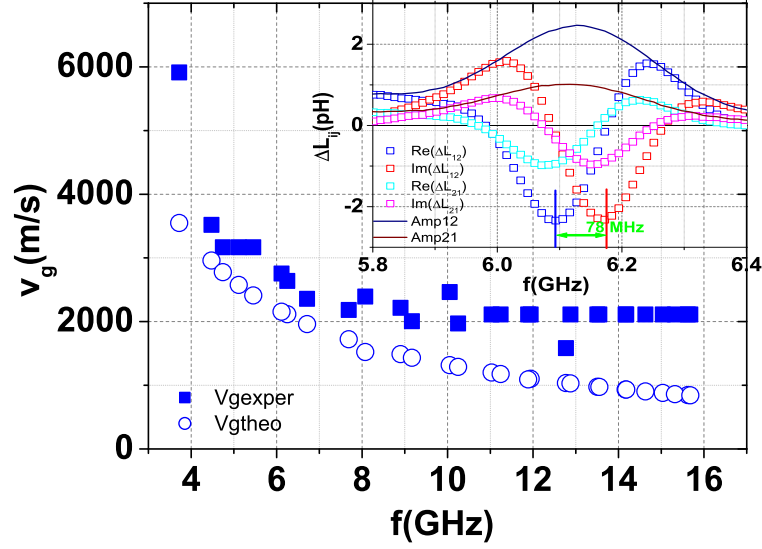 6000
4000
2000
0
v_g(m/s)
4
6
8
10
12
14
16
f(GHz)
Vgexper
Vgtheo
2
0
-2
ΔL_ij(pH)
5.8
6.0
6.2
6.4
f(GHz)
Re(ΔL_12)
Im(ΔL_12)
Re(ΔL_21)
Im(ΔL_21)
Amp12
Amp21
78 MHz